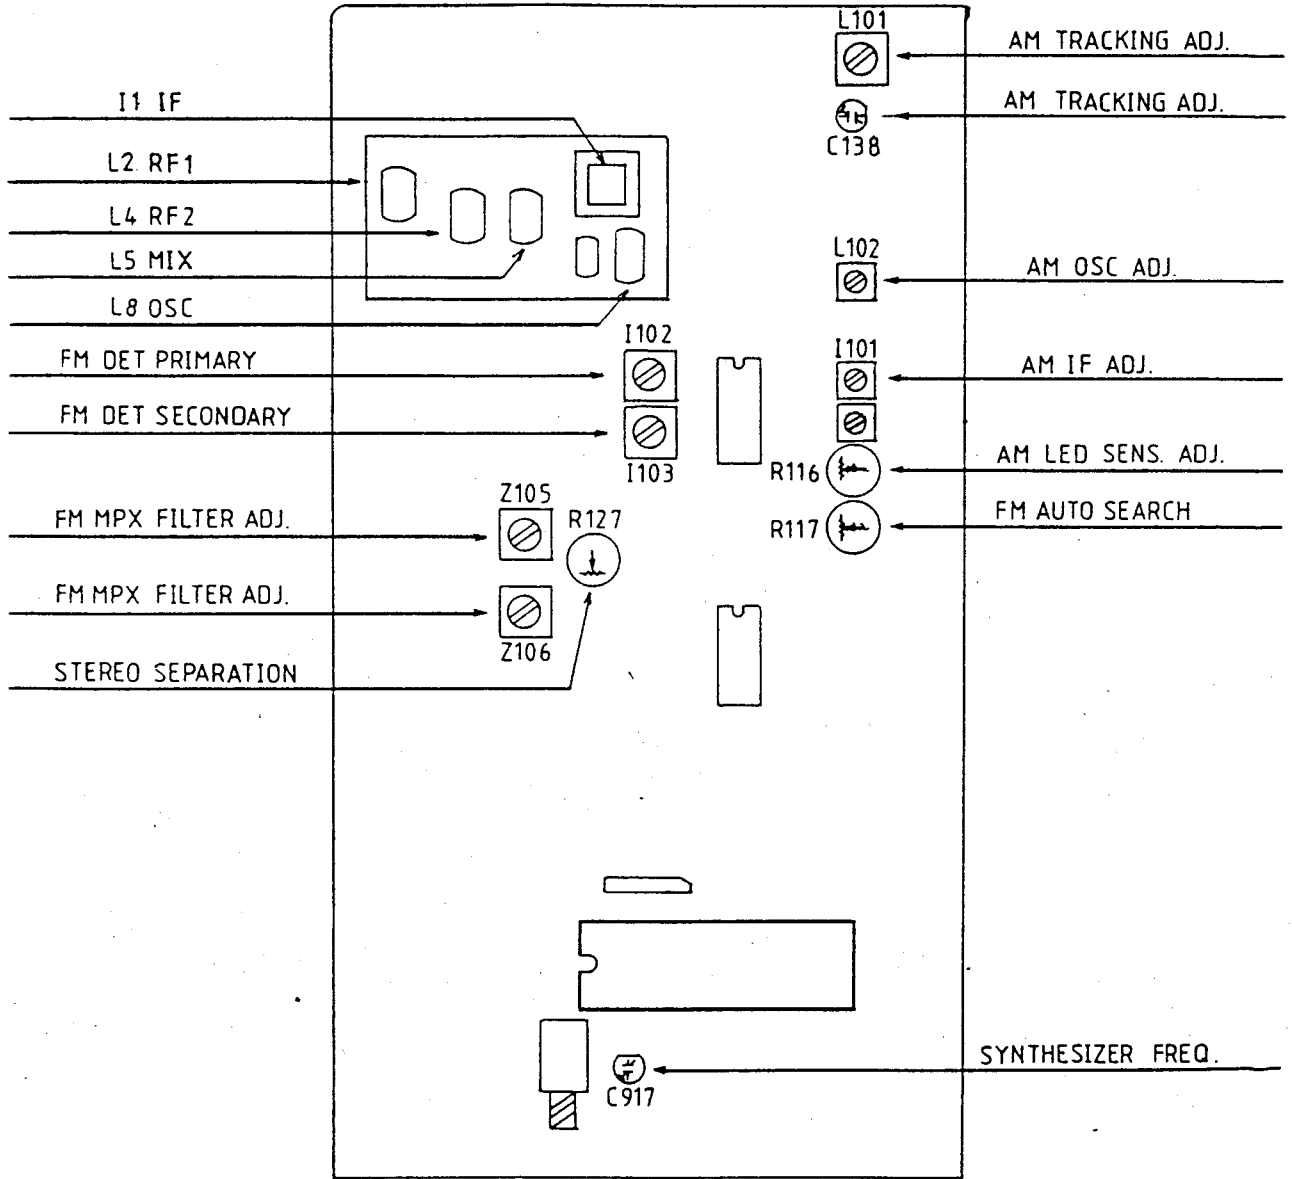 L101
AM TRACKING ADJ.
I1 IF
AM TRACKING ADJ.
C138
L2 RF1
L4 RF2
L5 MIX
L102
AM OSC ADJ.
L8 OSC
I102
I101
FM DET PRIMARY
AM IF ADJ.
FM DET SECONDARY
I103
R116
AM LED SENS. ADJ.
Z105
R127
R117
FM AUTO SEARCH
FM MPX FILTER ADJ.
FM MPX FILTER ADJ.
Z106
STEREO SEPARATION
SYNTHESIZER FREQ.
C917